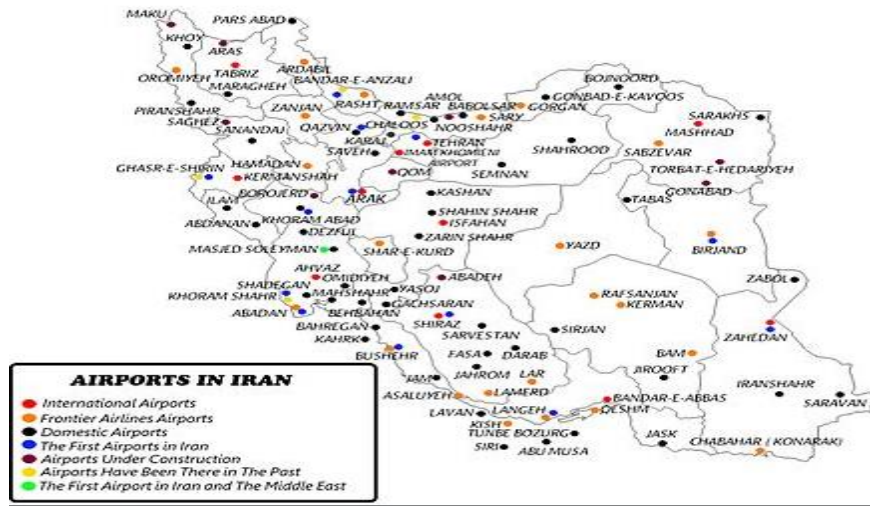 MAKU
PARS ABAD
KHOY
ARAS
OROMIYEH
TABRIZ
ARDABIL
MARAGHEH
BANDAR-E-ANZALI
PIRANSHAHR
ZANJAN
RASHT
RAMSAR
AMOL
BABOLSAR
BOJNOORD
GONBAD-E-KAVOOS
GORGAN
SARAKHS
SAGHEZ
SANANDAJ
QAZVIN
CHALOOS
NOOSHAHR
SARY
MASHHAD
KARAJ
TEHRAN
SHAHROOD
SABZEVAR
SAVEH
IMAM KHOMIENI
AIRPORT
SEMNAN
TORBAT-E-HEDARIYEH
GHASR-E-SHIRIN
HAMADAN
KERMANSHAH
QOM
GONABAD
ILAM
BOROJERD
ARAK
KASHAN
TABAS
ABDANAN
KHORAM ABAD
SHAHIN SHAHR
ISFAHAN
DEZFUL
ZARIN SHAHR
MASJED SOLEYMAN
SHAR-E-KURD
YAZD
BIRJAND
AHVAZ
OMIDIYEH
ABADEH
ZABOL
SHADEGAN
MAHSHAHR
YASOJ
RAFSANJAN
KHORAM SHAHR
GACHSARAN
KERMAN
ABADAN
BEHBAHAN
SHIRAZ
BAHREGAN
SARVESTAN
SIRJAN
ZAHEDAN
KAHRK
BUSHEHR
FASA
DARAB
BAM
JAM
JAHROM
LAR
JIROOFT
IRANSHAHR
ASALUYEH
LAMERD
BANDAR-E-ABBAS
SARAVAN
LAVAN
LANGEH
QESHM
KISH
TUNBE BOZURG
JASK
CHABAHAR ( KONARAK)
SIRI
ABU MUSA
AIRPORTS IN IRAN
International Airports
Frontier Airlines Airports
Domestic Airports
The First Airports in Iran
Airports Under Construction
Airports Have Been There in The Past
The First Airport in Iran and The Middle East